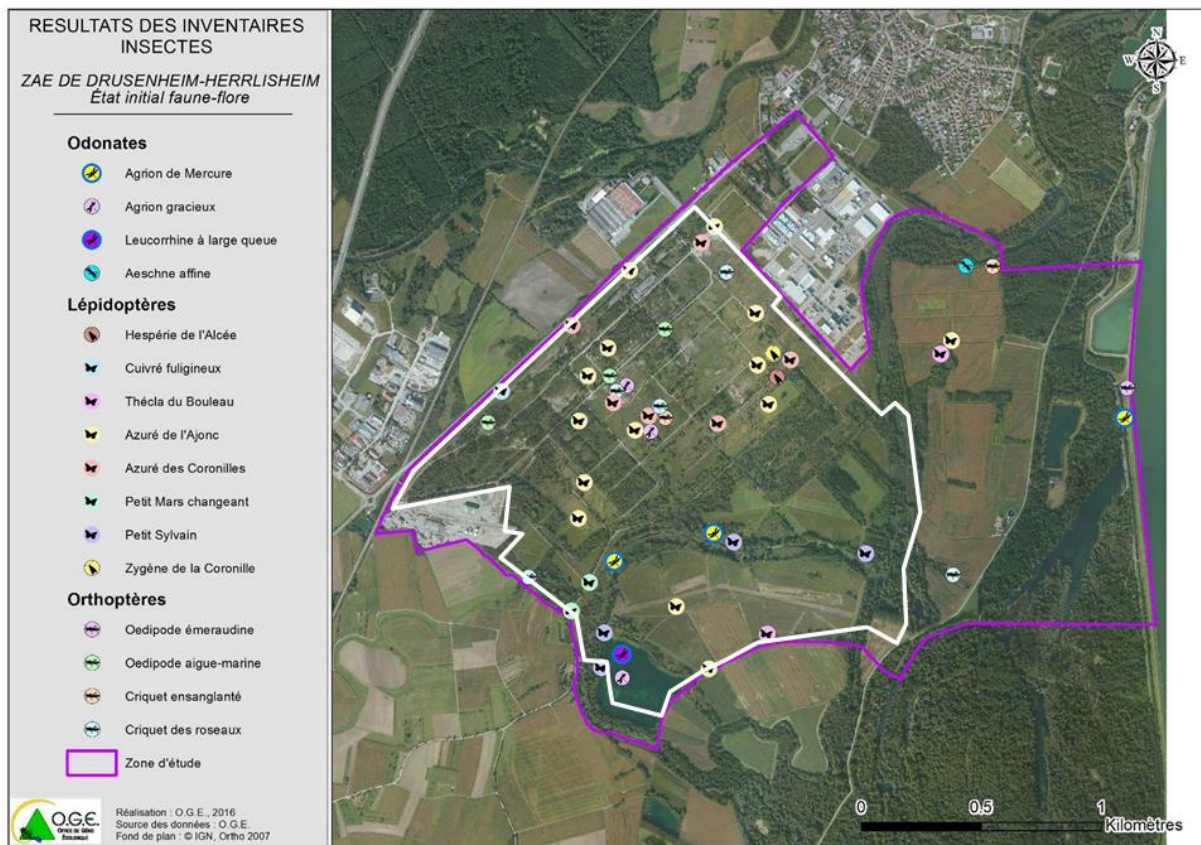 RESULTATS DES INVENTAIRES
INSECTES
ZAE DE DRUSENHEIM-HERRLISHEIM
État initial faune-flore
Odonates
Agrion de Mercure
Agrion gracieux
Leucorrhine à large queue
Aeschne affine
Lépidoptères
Hespérie de l'Alcée
Cuivré fuligineux
Thécla du Bouleau
Azuré de l'Ajonc
Azuré des Coronilles
Petit Mars changeant
Petit Sylvain
Zygène de la Coronille
Orthoptères
Oedipode émeraudine
Oedipode aigue-marine
Criquet ensanglanté
Criquet des roseaux
Zone d'étude
O.G.E.
OFFICE DE GÉNIE
ÉCOLOGIQUE
Réalisation : O.G.E., 2016
Source des données : O.G.E.
Fond de plan : © IGN, Ortho 2007
N
W
E
S
0
0.5
1
Kilomètres